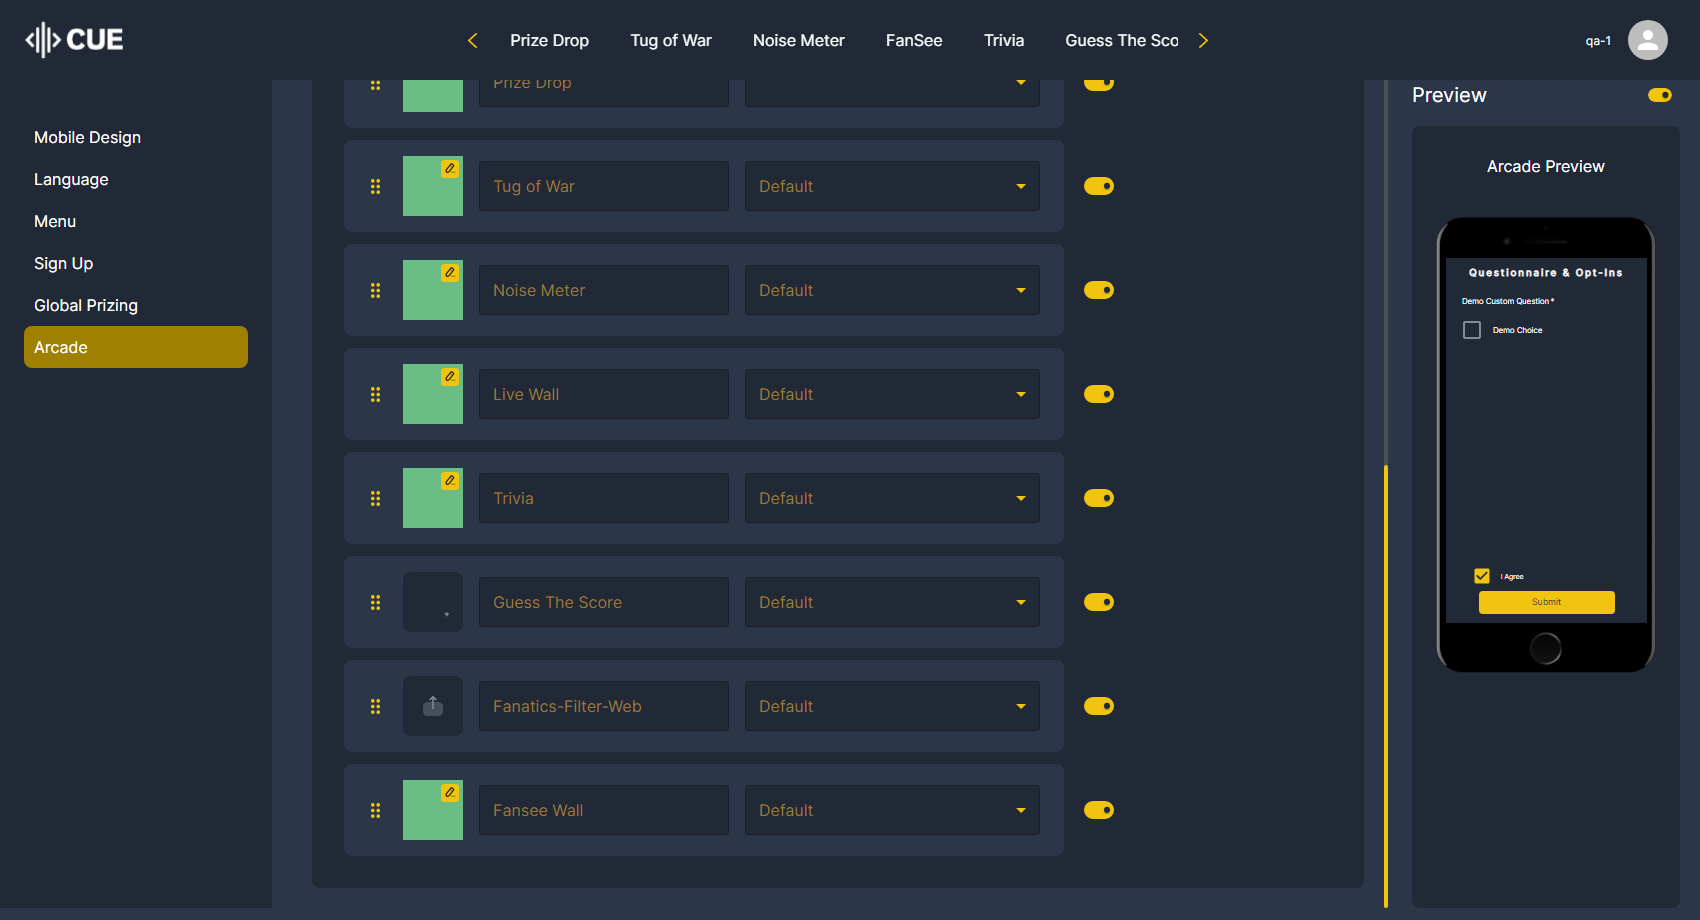 CUE
Prize Drop
Tug of War
Noise Meter
FanSee
Trivia
Guess The Sco
qa-1
Mobile Design
Language
Menu
Sign Up
Global Prizing
Arcade
Prize Drop
Tug of War
Default
Noise Meter
Default
Live Wall
Default
Trivia
Default
Guess The Score
Default
Fanatics-Filter-Web
Default
Fansee Wall
Default
Preview
Arcade Preview
Questionnaire & Opt-Ins
Demo Custom Question *
Demo Choice
I Agree
Submit